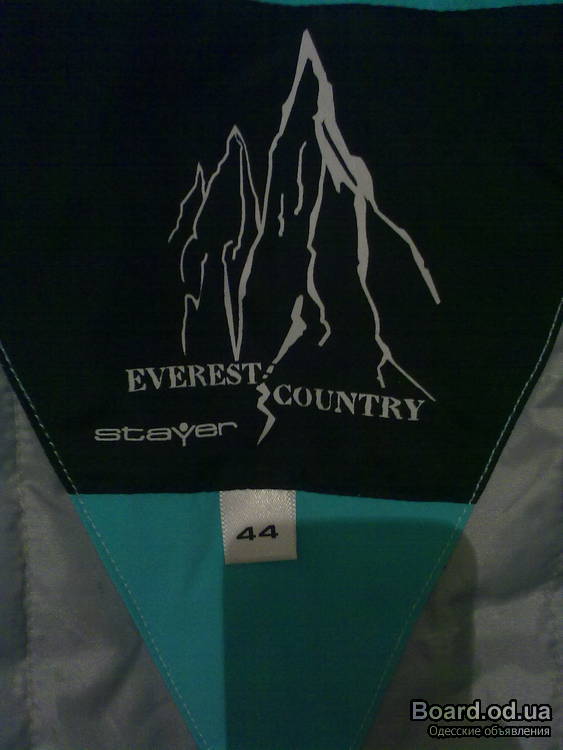 EVEREST
COUNTRY
stayer
44
Board.od.ua
Одесские объявления